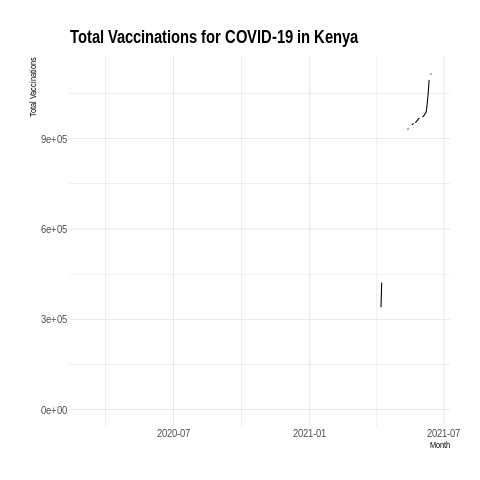 Total Vaccinations for COVID-19 in Kenya
Total Vaccinations
9e+05
6e+05
3e+05
0e+00
2020-07 2021-01 2021-07
Month